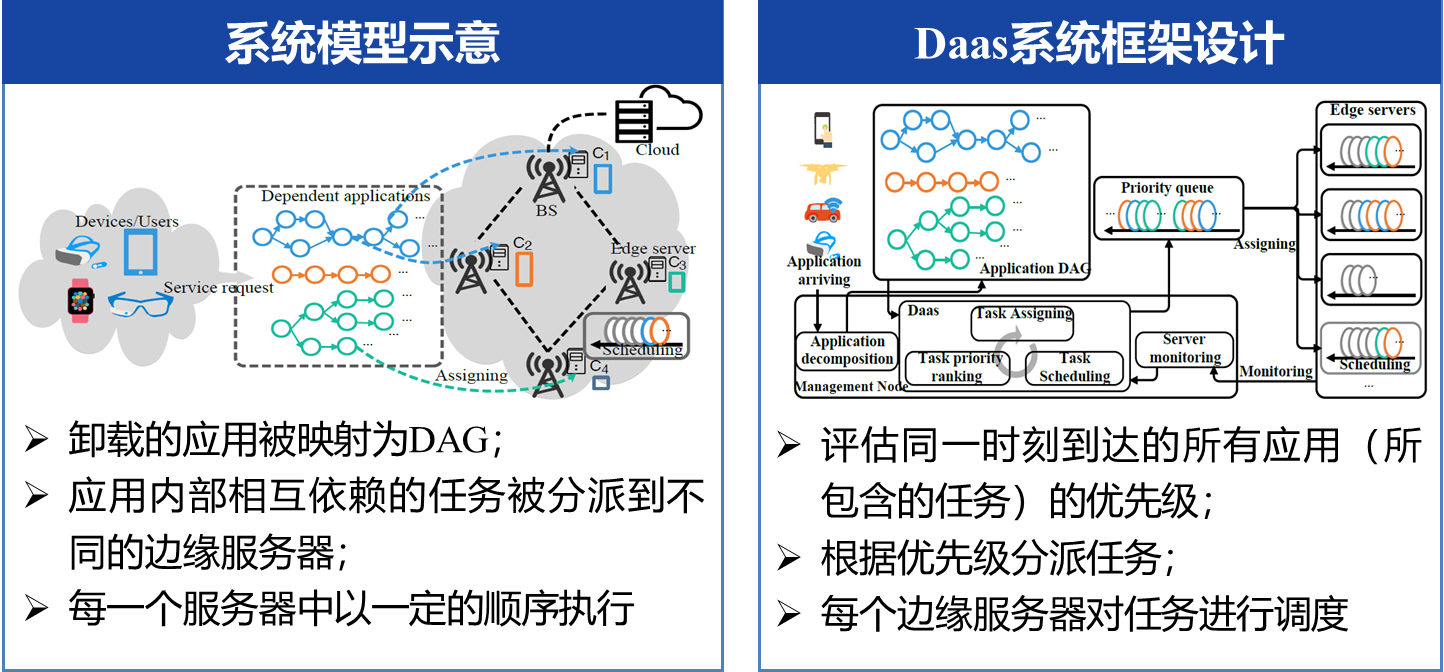 系统模型示意
Cloud
C1
BS
Dependent applications
...
...
Devices/Users
C2
Edge server
C3
Service request
...
...
...
...
Scheduling
Assigning
C4
➢ 卸载的应用被映射为DAG；
➢ 应用内部相互依赖的任务被分派到不
同的边缘服务器；
➢ 每一个服务器中以一定的顺序执行
Daas系统框架设计
...
...
...
...
...
Application DAG
Application
arriving
Priority queue
...
...
Edge servers
...
...
...
...
Scheduling
...
Assigning
Daas
Task Assigning
Application
decomposition
Task priority
ranking
Task
Scheduling
Server
monitoring
Management Node
Monitoring
➢ 评估同一时刻到达的所有应用（所
包含的任务）的优先级；
➢ 根据优先级分派任务；
➢ 每个边缘服务器对任务进行调度